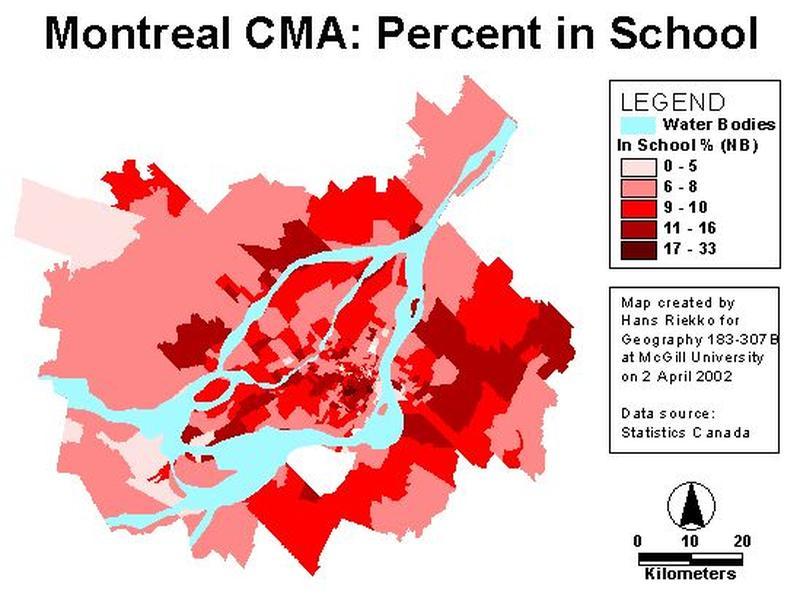 Montreal CMA: Percent in School
LEGEND
Water Bodies
In School % (NB)
0 - 5
6 - 8
9 - 10
11 - 16
17 - 33
Map created by
Hans Riekko for
Geography 183-307B
at McGill University
on 2 April 2002
Data source:
Statistics Canada
0 10 20
Kilometers